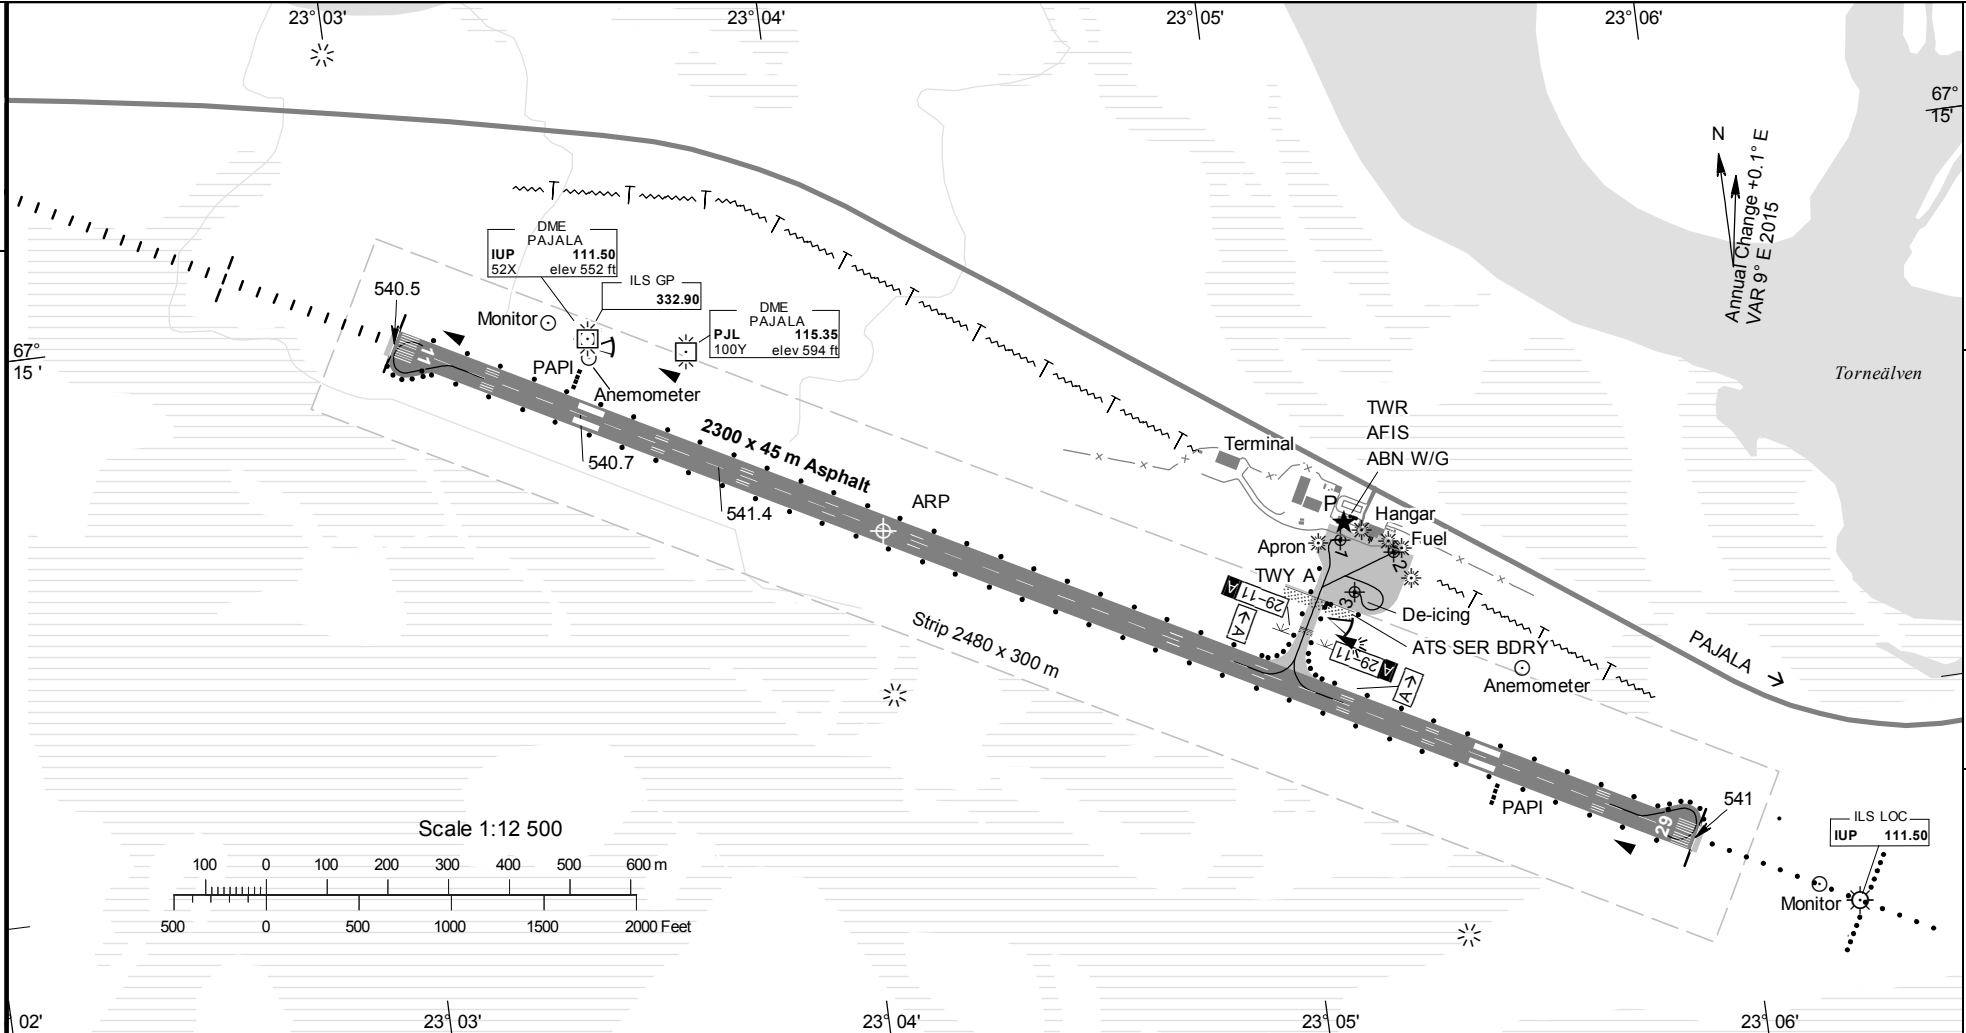 23° 03'
23° 04'
23° 05'
23° 06'
67°
15'
N
Annual Change +0.1° E
VAR 9° E 2015
DME
PAJALA
IUP 111.50
52X elev 552 ft
ILS GP
332.90
DME
PAJALA
PJL 115.35
100Y elev 594 ft
540.5
Monitor
67°
15 '
11
PAPI
Anemometer
Torneälven
2300 x 45 m Asphalt
540.7
541.4
ARP
TWR
AFIS
ABN W/G
Terminal
P
Hangar
Fuel
Apron
1
2
3
TWY A
A 29-11
←A
De-icing
ATS SER BDRY
29-11 A
←A
Anemometer
PAJALA →
Strip 2480 x 300 m
PAPI
29
541
ILS LOC
IUP 111.50
Monitor
Scale 1:12 500
100 0 100 200 300 400 500 600 m
500 0 500 1000 1500 2000 Feet
02'
23° 03'
23° 04'
23° 05'
23° 06'